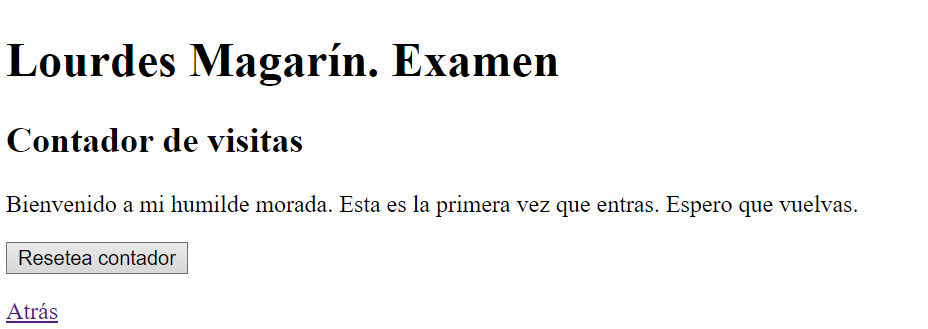 Lourdes Magarín. Examen
Contador de visitas
Bienvenido a mi humilde morada. Esta es la primera vez que entras. Espero que vuelvas.
Resetea contador
Atrás